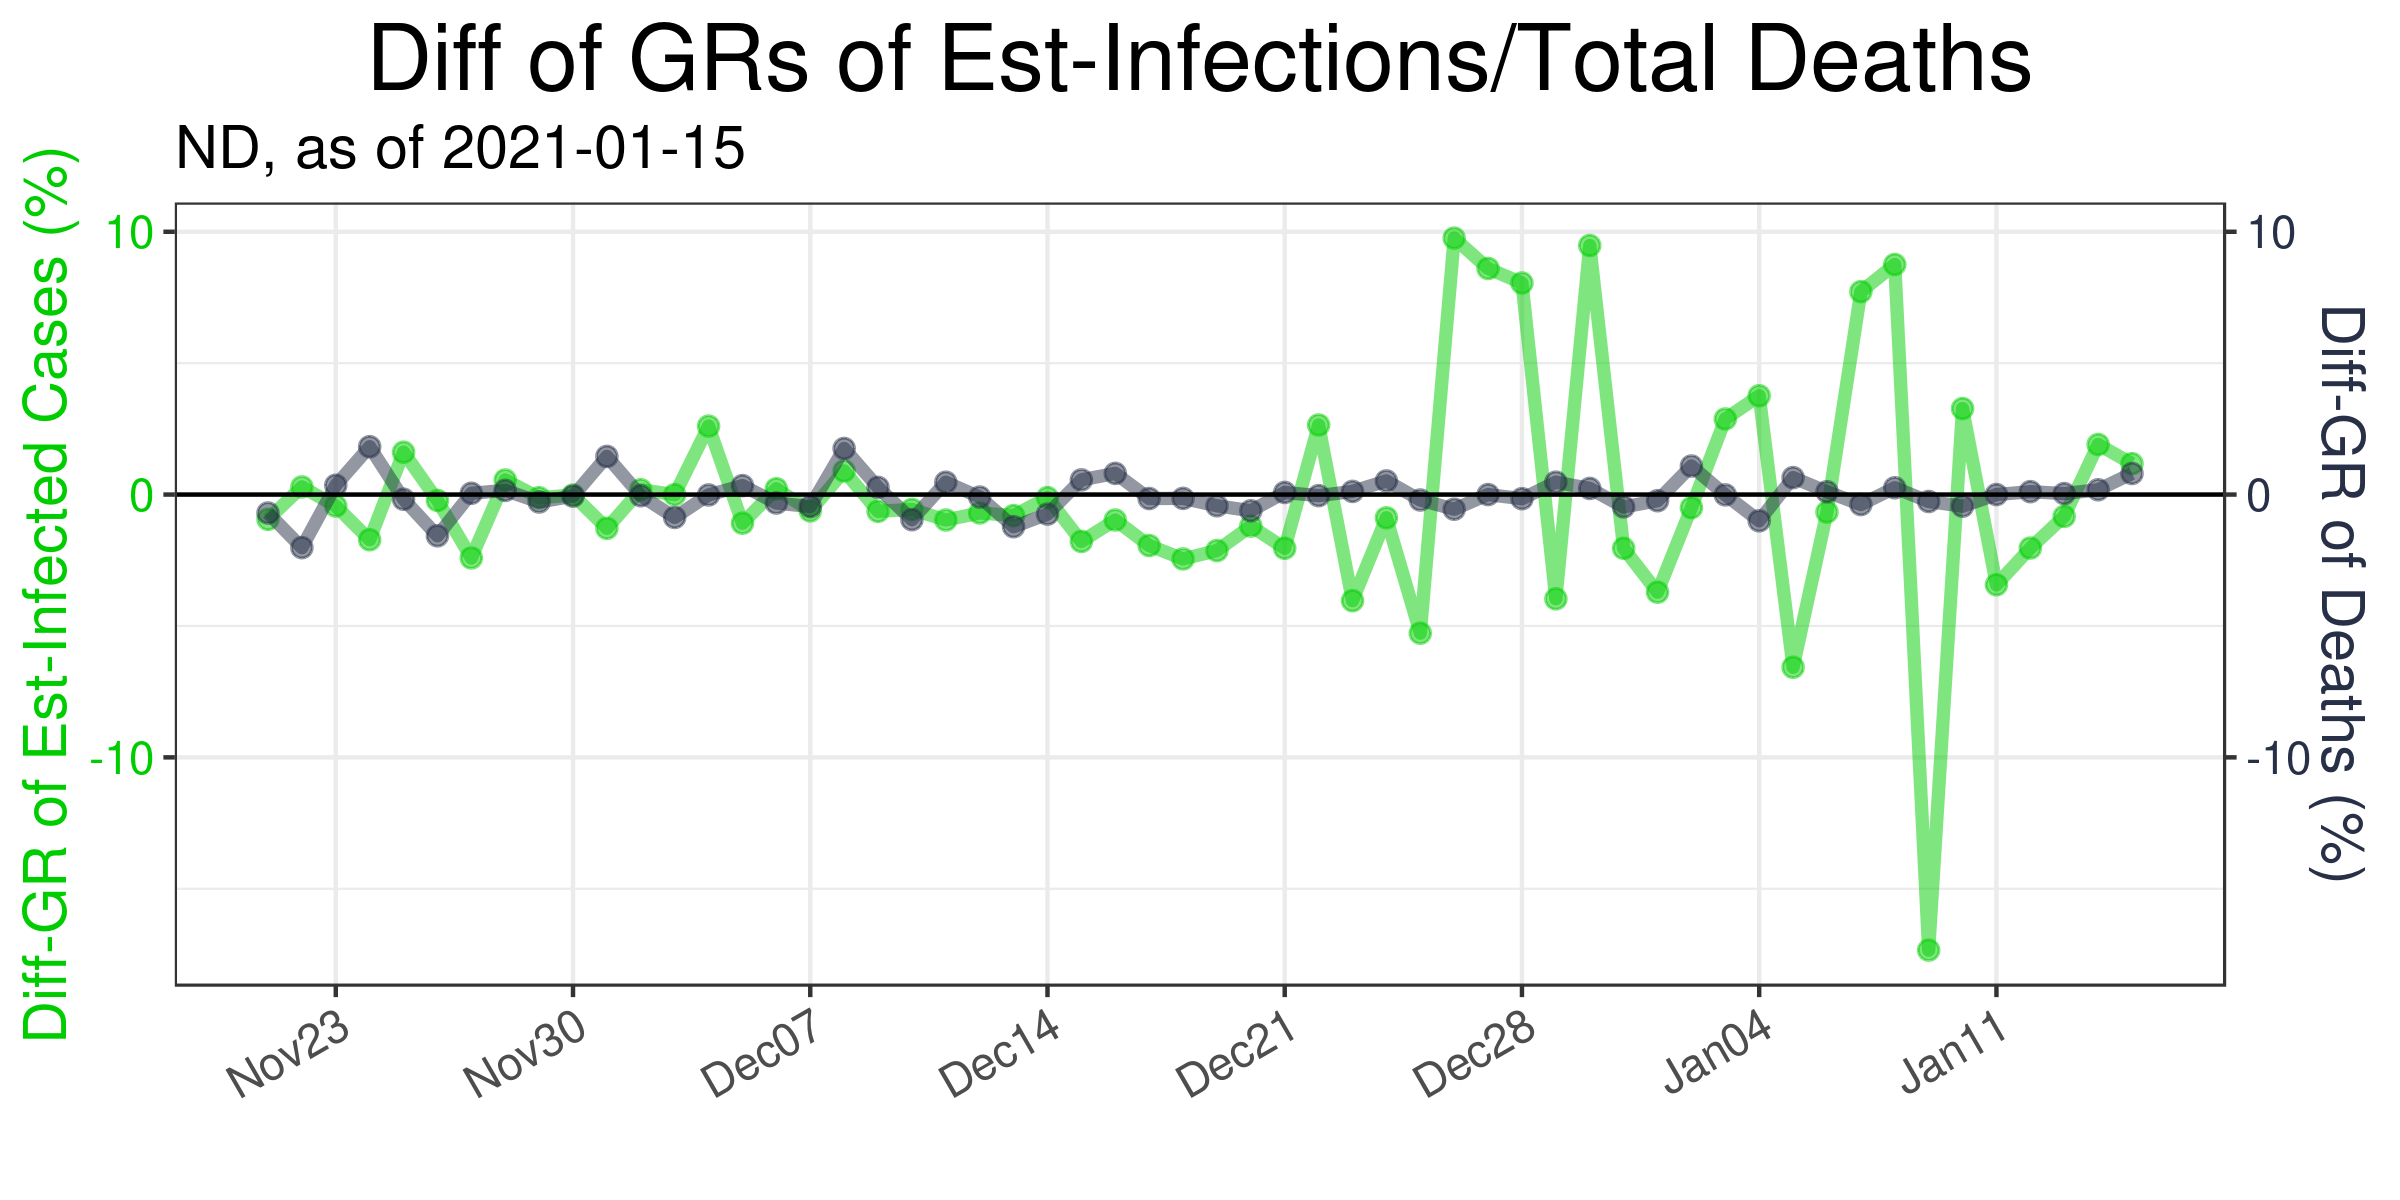 Diff of GRs of Est-Infections/Total Deaths
ND, as of 2021-01-15
Diff-GR of Est-Infected Cases (%)
10
0
-10
10
0
-10
Diff-GR of Deaths (%)
Nov23
Nov30
Dec07
Dec14
Dec21
Dec28
Jan04
Jan11